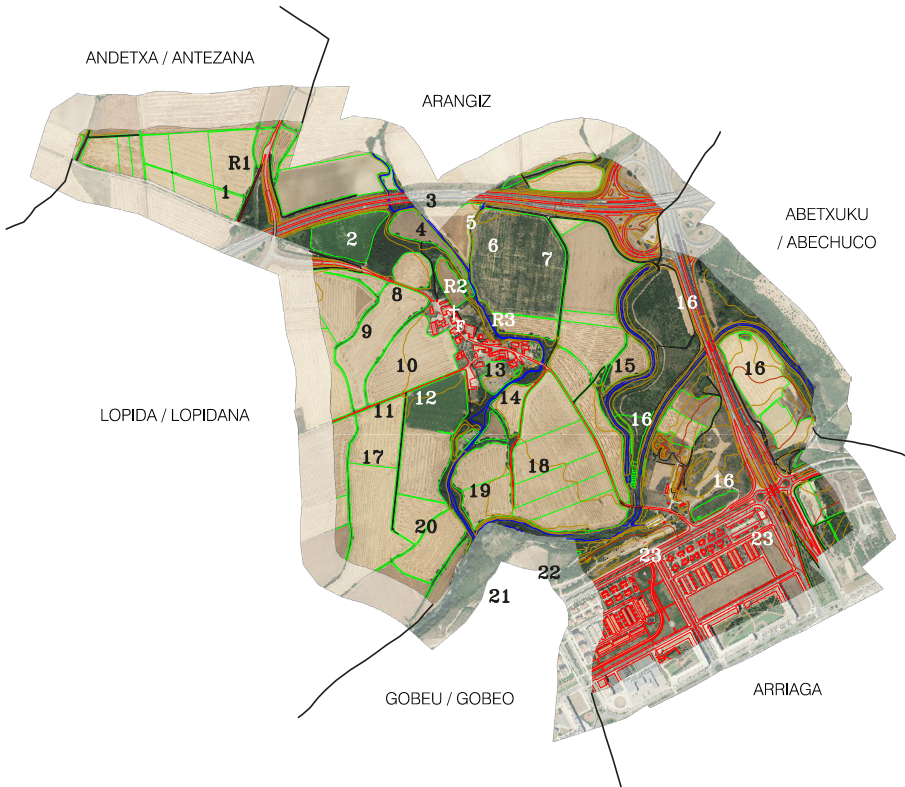 ANDETXA / ANTEZANA
ARANGIZ
R1
1
3
2
4
5
6
7
ABETXUKU
/ ABECHUCO
8
R2
16
9
F
R3
10
13
15
16
11
12
14
16
LOPIDA / LOPIDANA
17
18
19
16
20
23
23
22
21
GOBEU / GOBEO
ARRIAGA